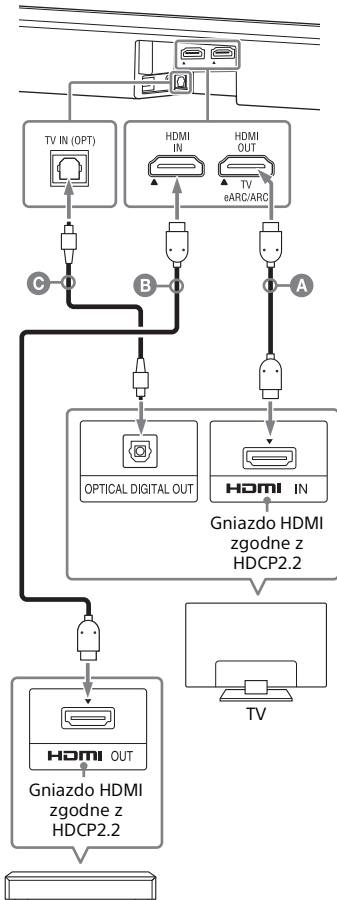 TV IN (OPT)
HDMI
IN
HDMI
OUT
TV
eARC/ARC
C
B
A
OPTICAL DIGITAL OUT
HDMI IN
Gniazdo HDMI
zgodne z
HDCP2.2
TV
HDMI OUT
Gniazdo HDMI
zgodne z
HDCP2.2